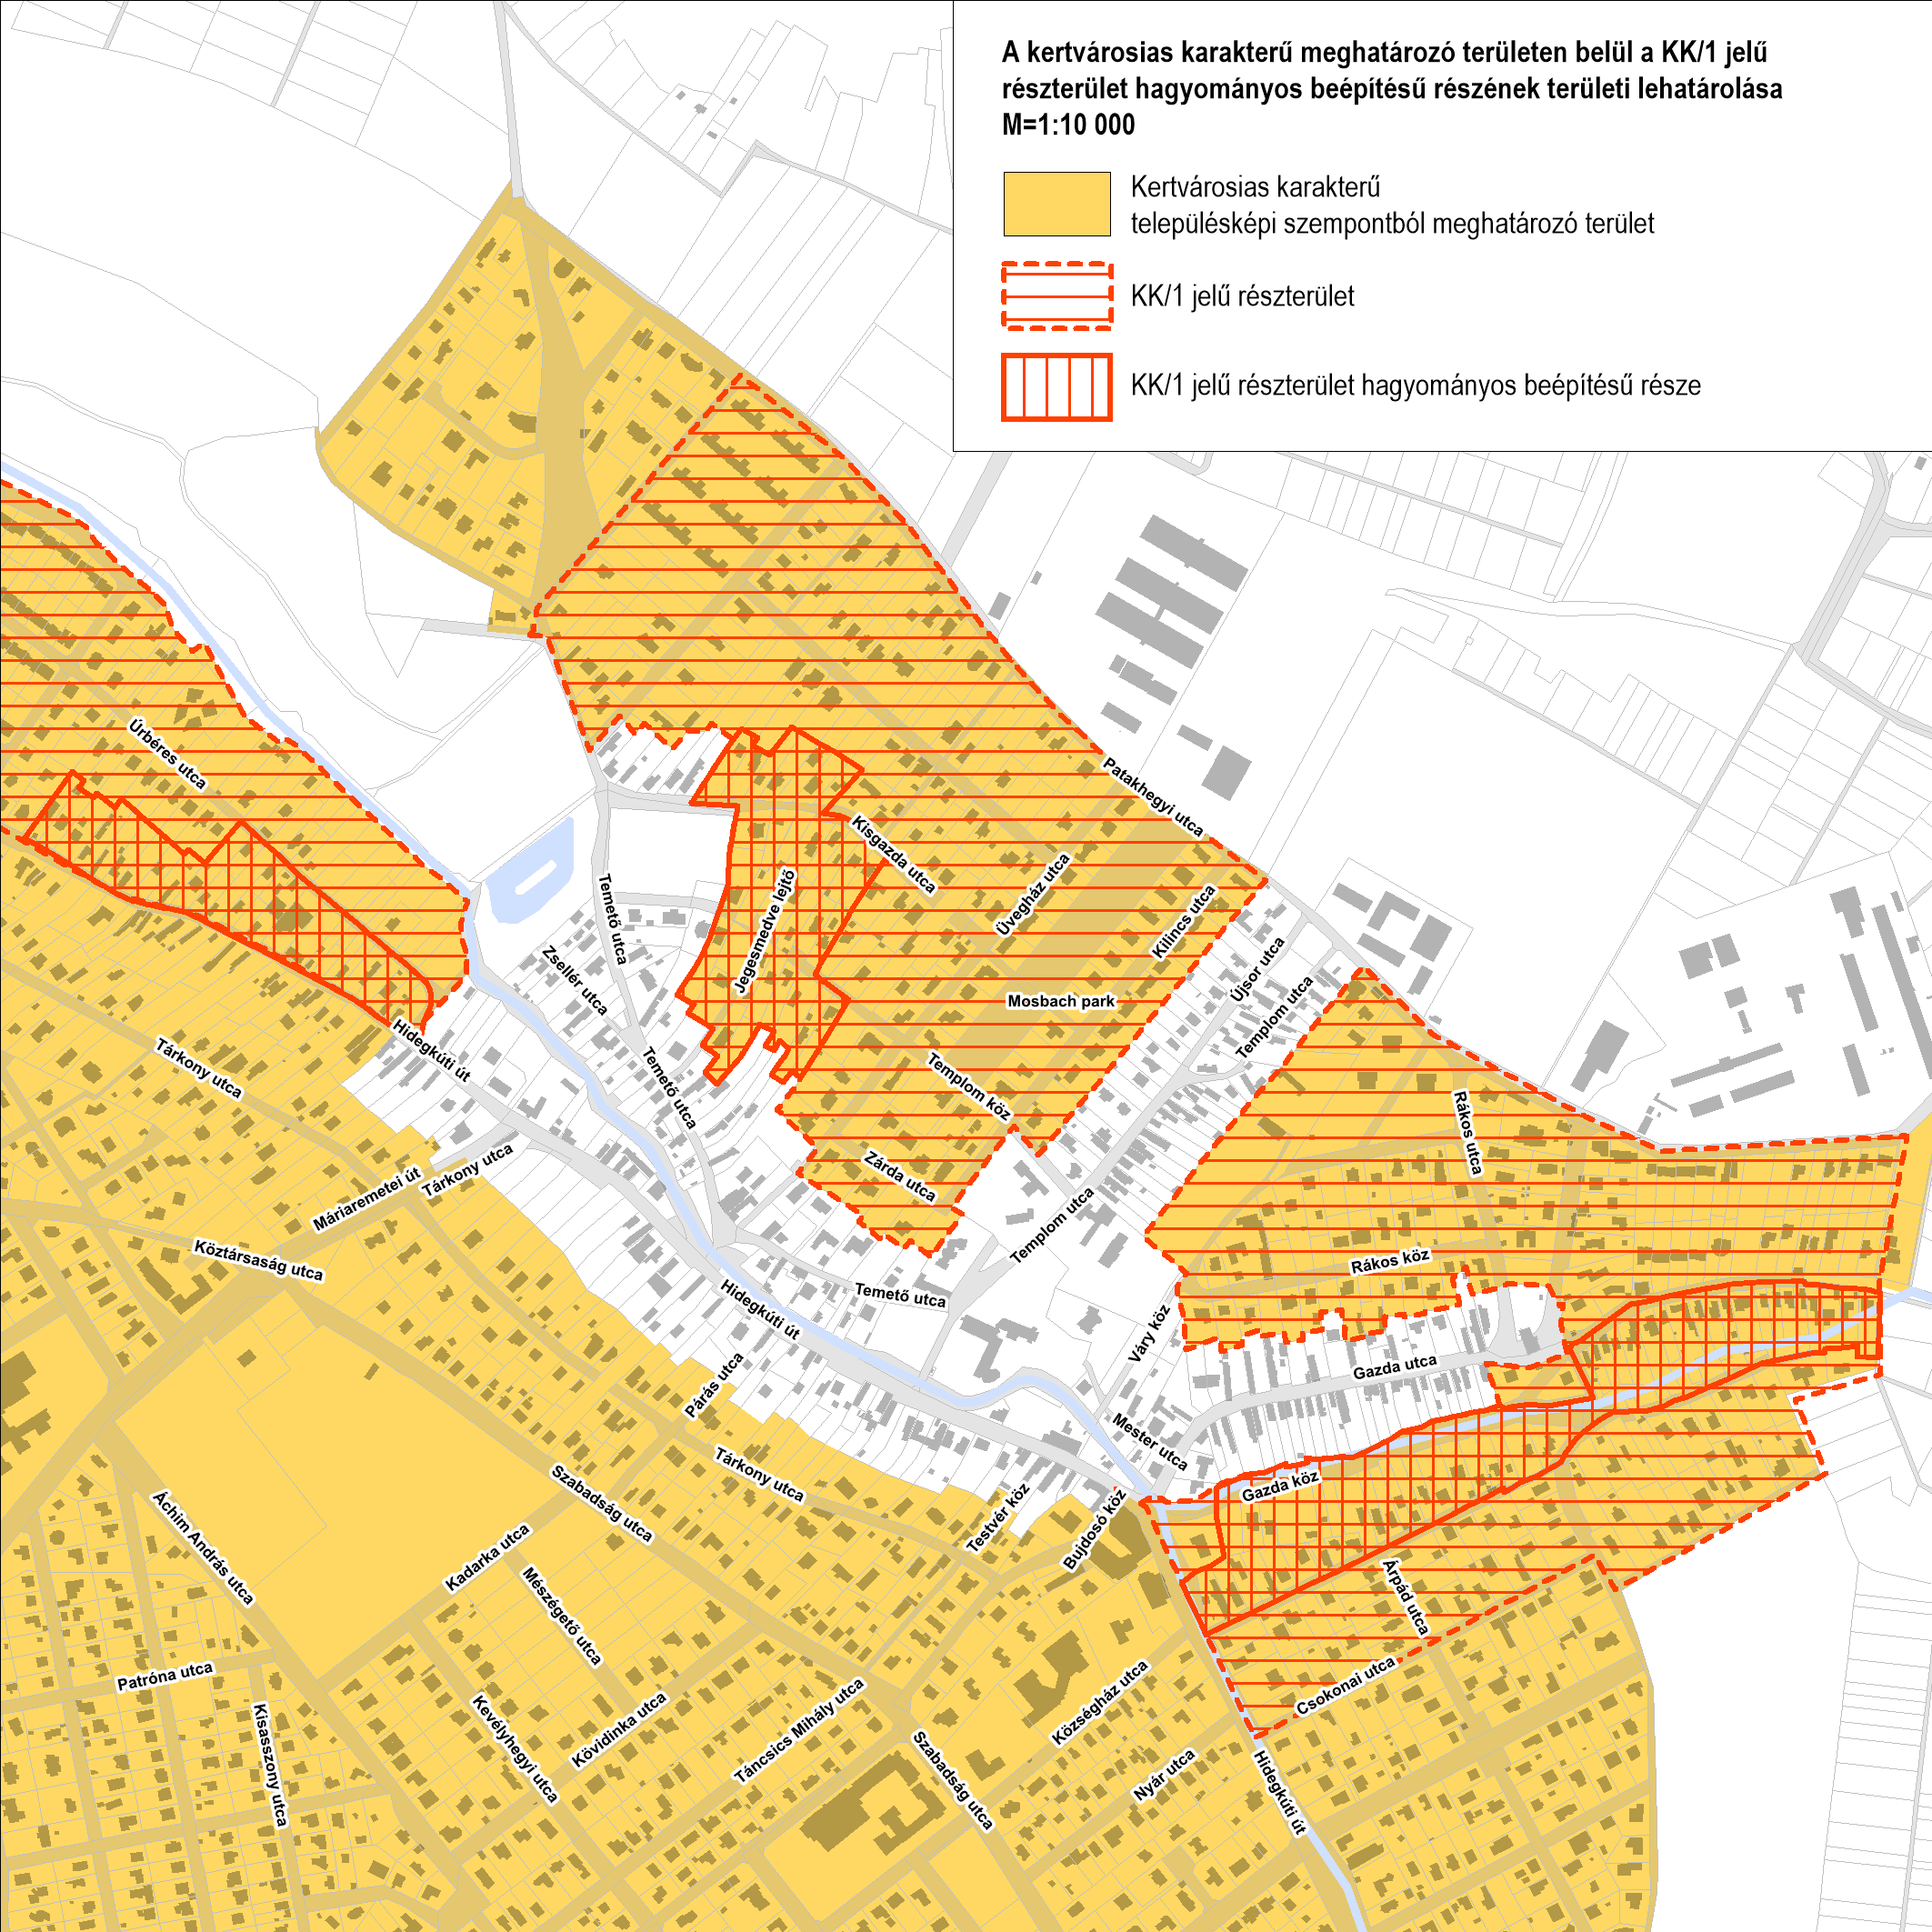 A kertvárosias karakterű meghatározó területen belül a KK/1 jelű
részterület hagyományos beépítésű részének területi lehatárolása
M=1:10 000
Kertvárosias karakterű
településképi szempontból meghatározó terület
KK/1 jelű részterület
KK/1 jelű részterület hagyományos beépítésű része
Úrbéres utca
Patakhegyi utca
Kisgazda utca
Üvegház utca
Kilincs utca
Jegesmedve lejtő
Temető utca
Zsellér utca
Mosbach park
Újsor utca
Templom utca
Hidegkúti út
Tárkony utca
Temető utca
Templom köz
Rákos utca
Máriaremetei út
Tárkony utca
Zárda utca
Templom utca
Köztársaság utca
Rákos köz
Hidegkúti út
Temető utca
Váry köz
Gazda utca
Párás utca
Mester utca
Tárkony utca
Szabadság utca
Gazda köz
Testvér köz
Bujdosó köz
Áchim András utca
Kadarka utca
Mészégető utca
Árpád utca
Patróna utca
Kisasszony utca
Kevélyhegyi utca
Kövidinka utca
Táncsics Mihály utca
Községház utca
Csokonai utca
Szabadság utca
Nyár utca
Hidegkúti út